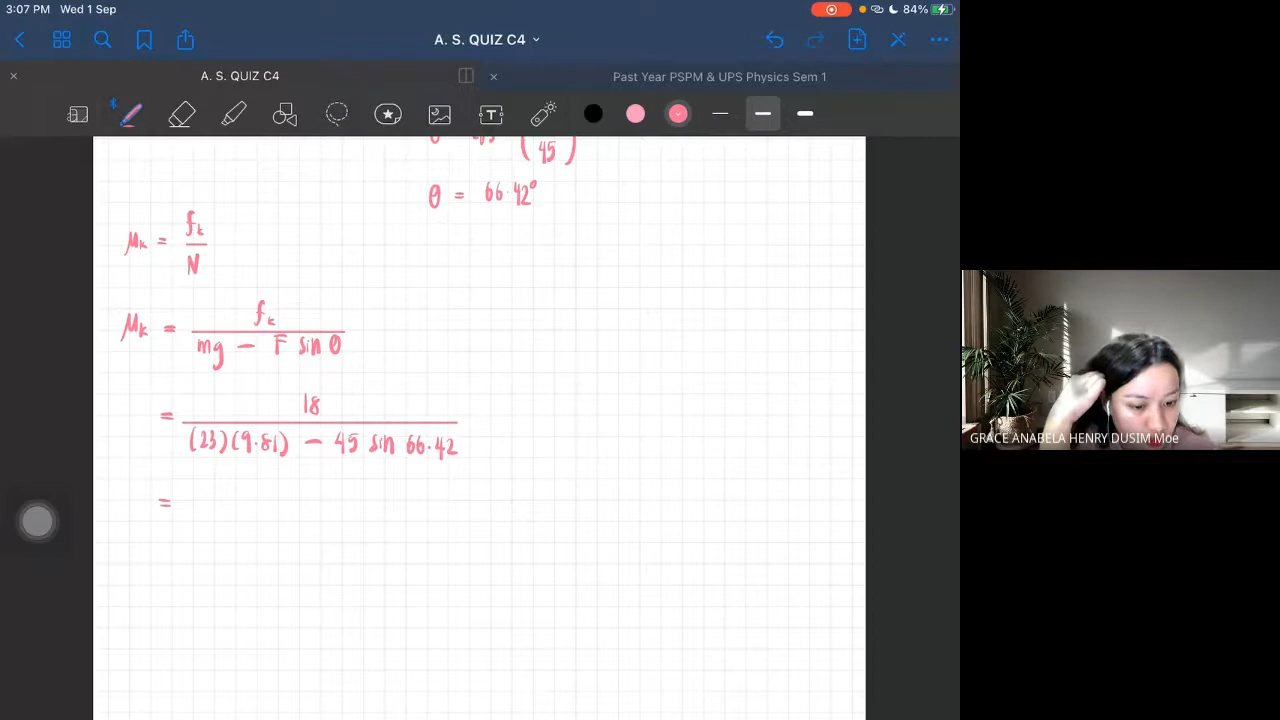 3:07 PM Wed 1 Sep
84%
A. S. QUIZ C4
A. S. QUIZ C4
Past Year PSPM & UPS Physics Sem 1
45
θ = 66.42°
μk = fk / N
μk = fk / mg − F sin θ
= 18 / (23)(9.81) − 45 sin 66.42
=
GRACE ANABELA HENRY DUSIM Moe